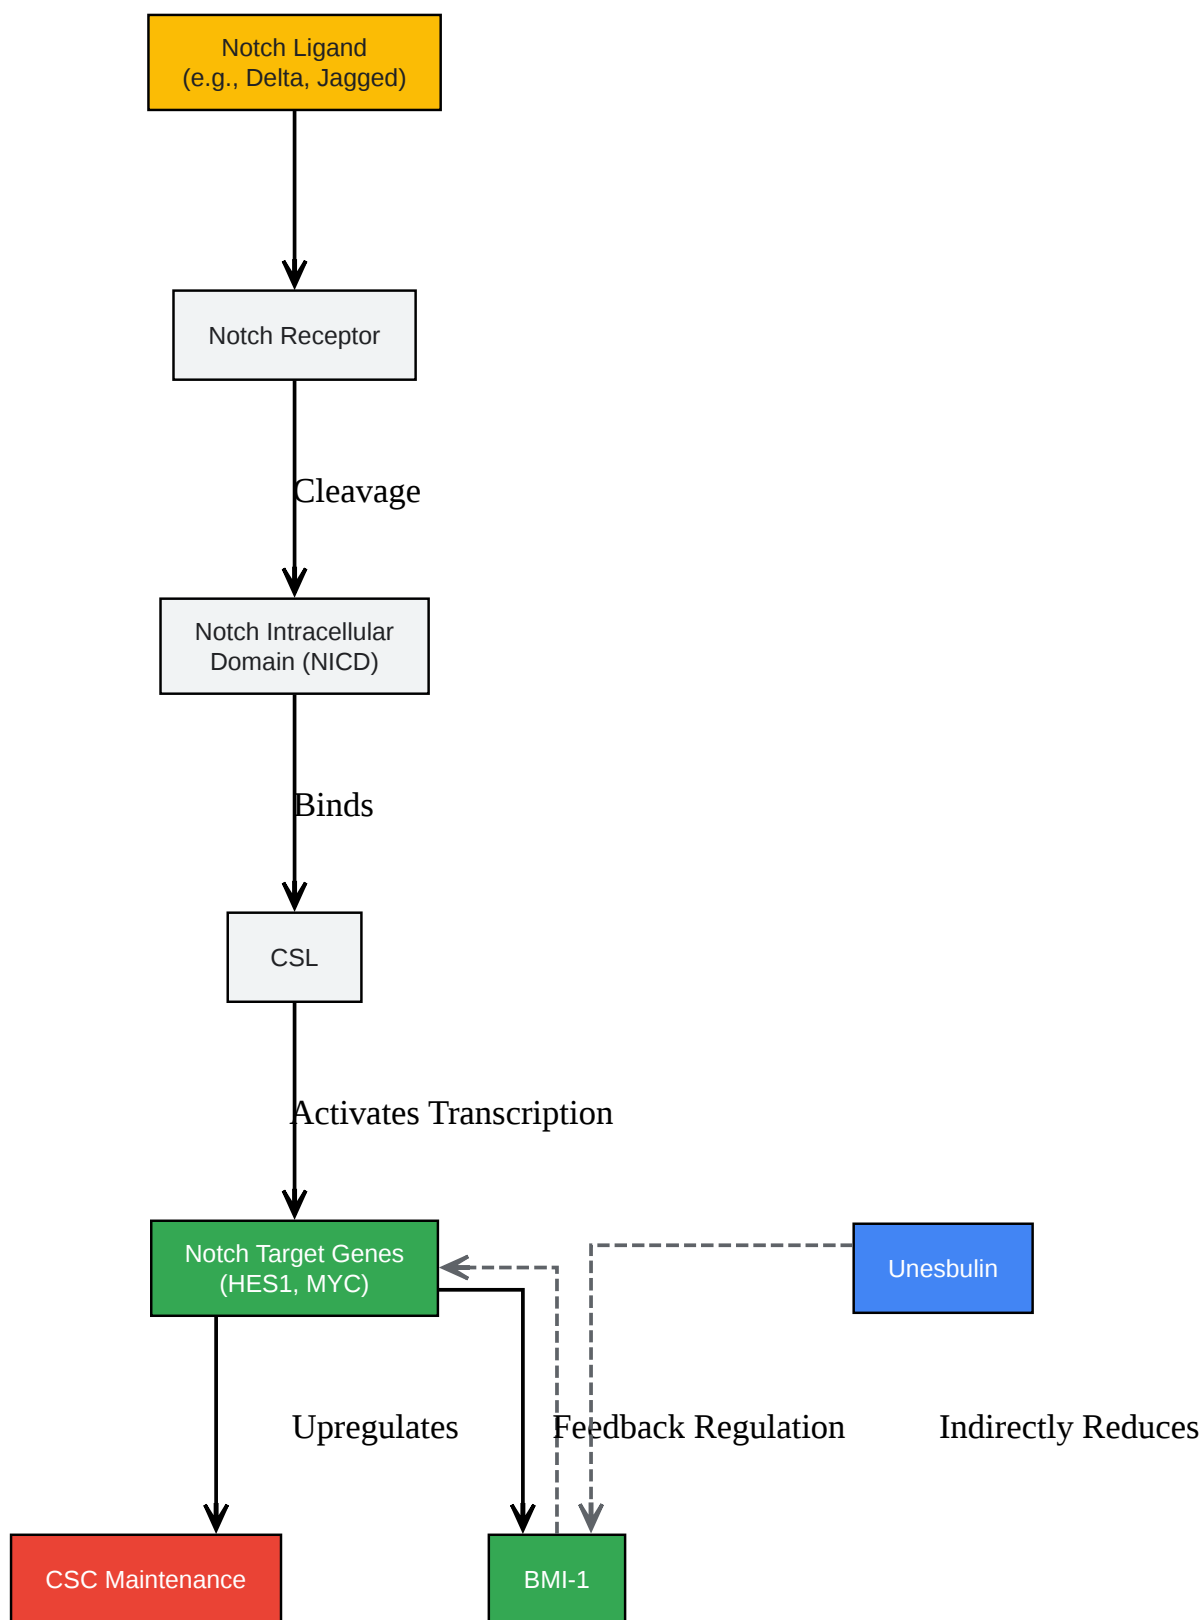 Notch Ligand
(e.g., Delta, Jagged)
Notch Receptor
Cleavage
Notch Intracellular
Domain (NICD)
Binds
CSL
Activates Transcription
Notch Target Genes
(HES1, MYC)
Unesbulin
Upregulates
Feedback Regulation
Indirectly Reduces
CSC Maintenance
BMI-1